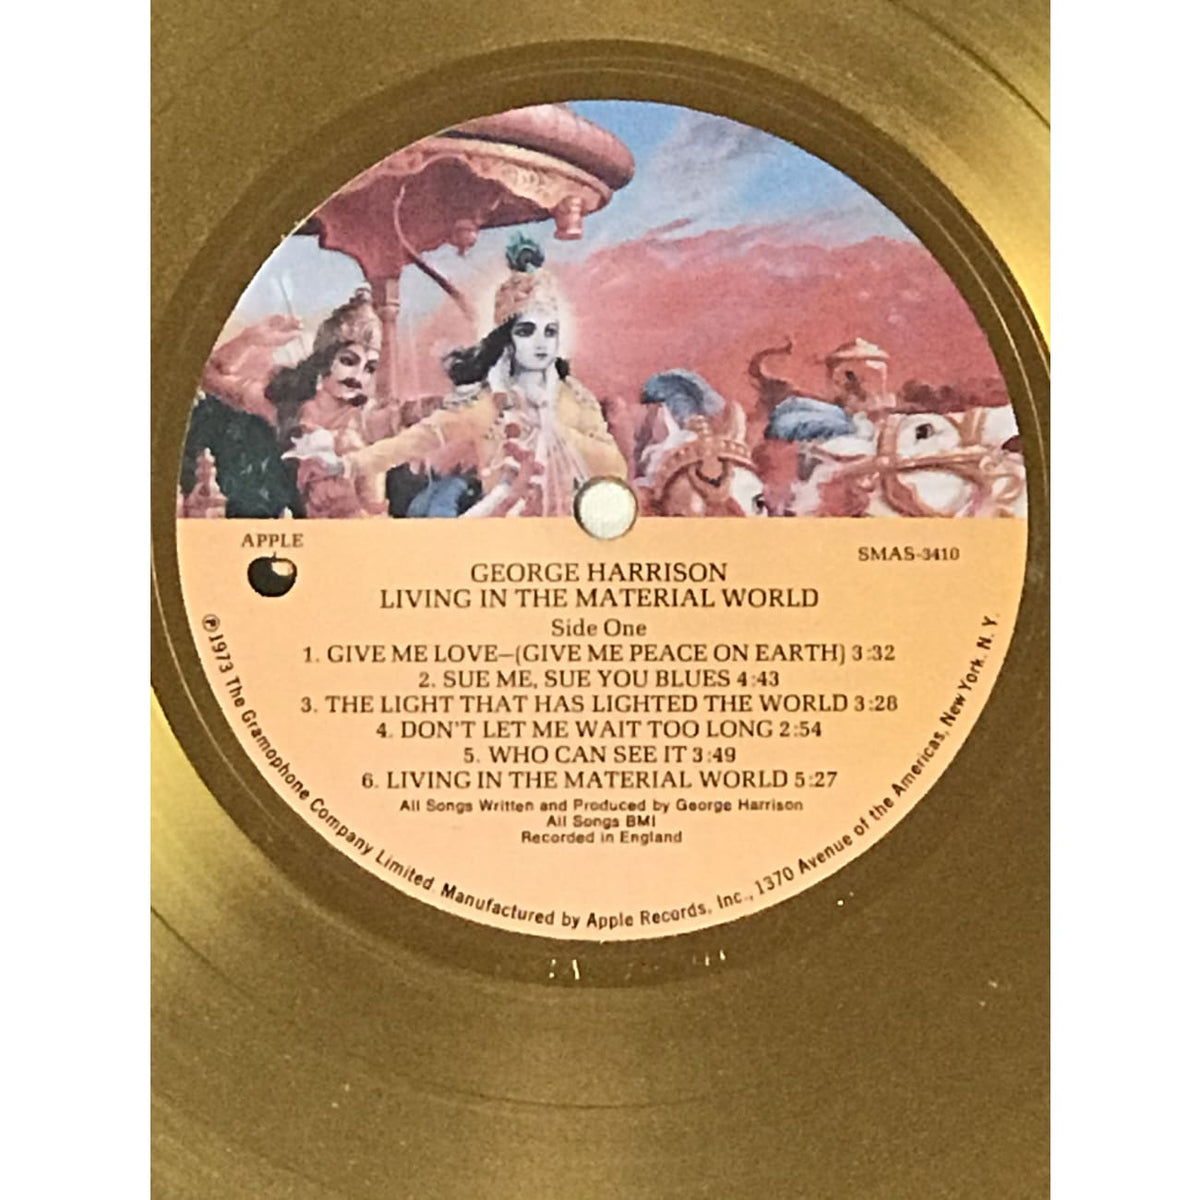 APPLE
SMAS-3410
GEORGE HARRISON
LIVING IN THE MATERIAL WORLD
Side One
1. GIVE ME LOVE—(GIVE ME PEACE ON EARTH) 3:32
2. SUE ME, SUE YOU BLUES 4:43
3. THE LIGHT THAT HAS LIGHTED THE WORLD 3:28
4. DON'T LET ME WAIT TOO LONG 2:54
5. WHO CAN SEE IT 3:49
6. LIVING IN THE MATERIAL WORLD 5:27
All Songs Written and Produced by George Harrison
All Songs BMI
Recorded in England
℗1973 The Gramophone Company Limited. Manufactured by Apple Records, Inc., 1370 Avenue of the Americas, New York. N. Y.